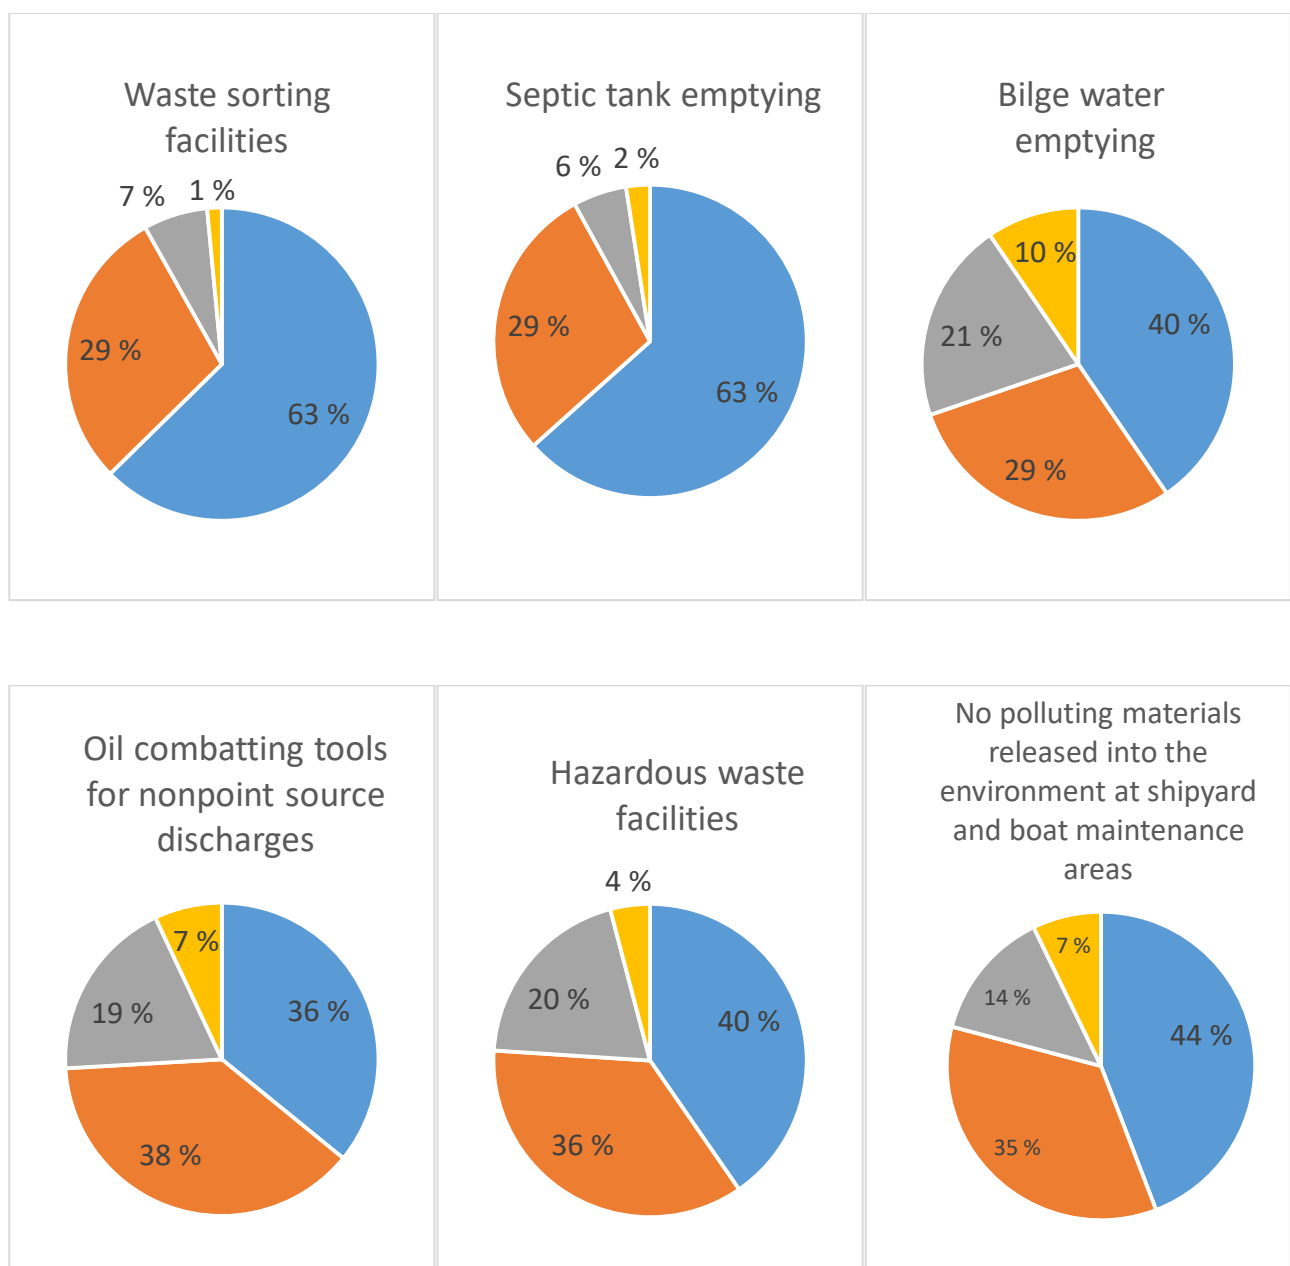 Waste sorting
facilities
7 %
1 %
29 %
63 %
Septic tank emptying
6 %
2 %
29 %
63 %
Bilge water
emptying
10 %
40 %
21 %
29 %
Oil combatting tools
for nonpoint source
discharges
7 %
36 %
19 %
38 %
Hazardous waste
facilities
4 %
20 %
40 %
36 %
No polluting materials
released into the
environment at shipyard
and boat maintenance
areas
7 %
14 %
44 %
35 %